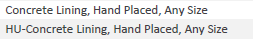 Concrete Lining, Hand Placed, Any Size
HU-Concrete Lining, Hand Placed, Any Size